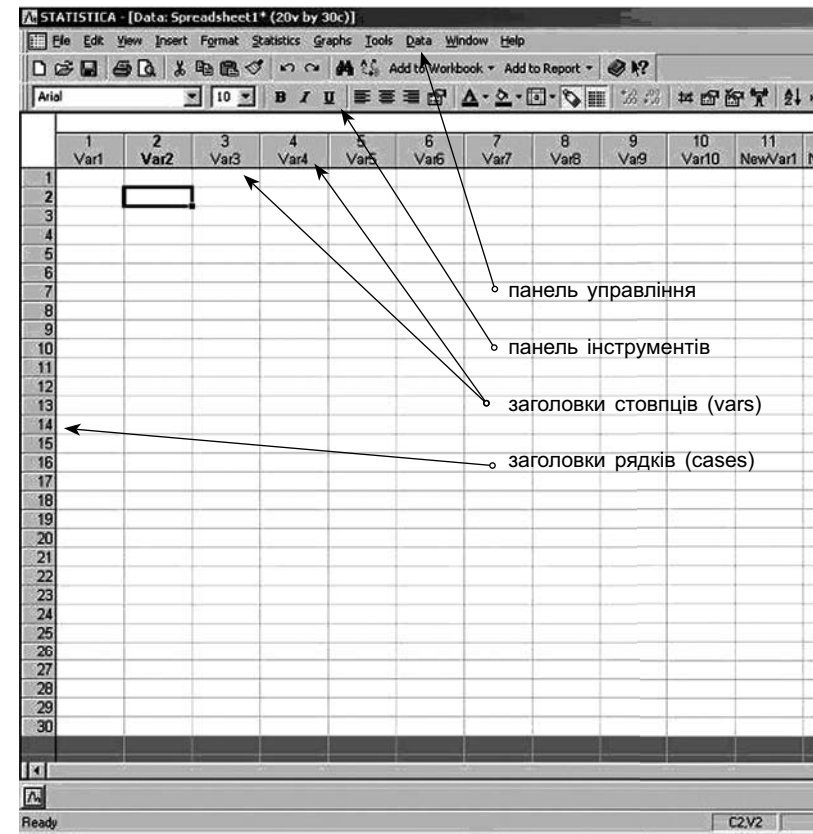 STATISTICA - [Data: Spreadsheet1* (20v by 30c)]
File Edit View Insert Format Statistics Graphs Tools Data Window Help
Add to Workbook Add to Report
Arial 10 B I U
1 2 3 4 5 6 7 8 9 10 11
Var1 Var2 Var3 Var4 Var5 Var6 Var7 Var8 Var9 Var10 NewVar1
1
2
3
4
5
6
7 панель управління
8
9
10 панель інструментів
11
12
13 заголовки стовпців (vars)
14
15
16 заголовки рядків (cases)
17
18
19
20
21
22
23
24
25
26
27
28
29
30
Ready C2,V2